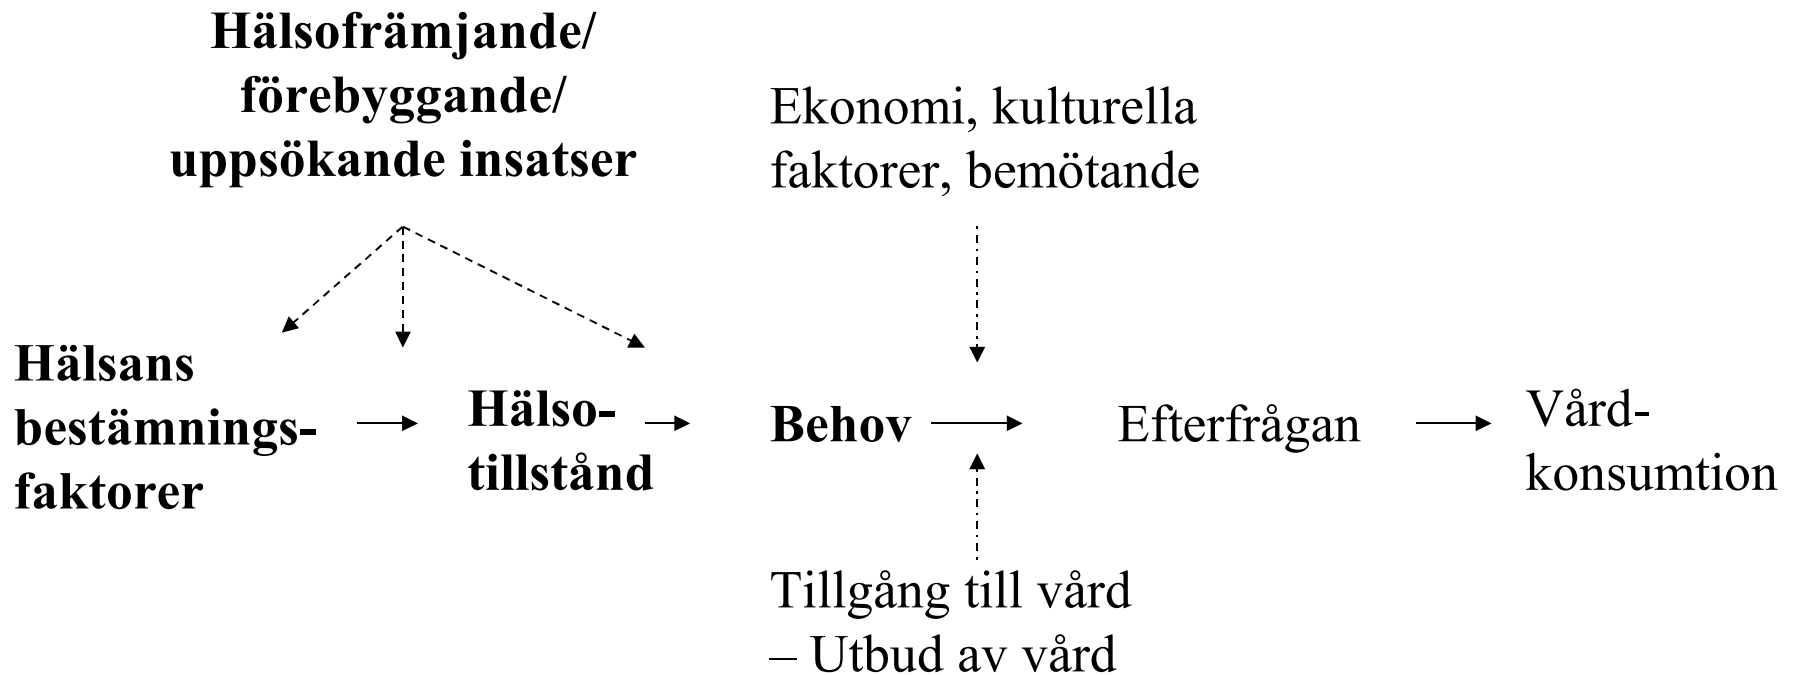 Hälsofrämjande/
förebyggande/
uppsökande insatser
Ekonomi, kulturella
faktorer, bemötande
Hälsans
bestämnings-
faktorer
Hälso-
tillstånd
Behov
Efterfrågan
Vård-
konsumtion
Tillgång till vård
– Utbud av vård